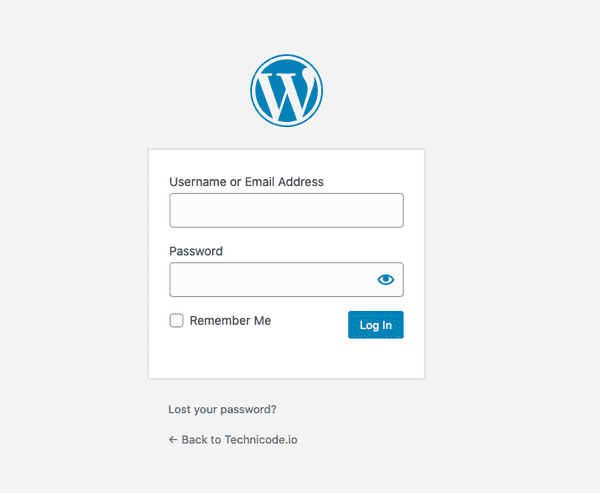 Username or Email Address
Password
Remember Me
Log In
Lost your password?
← Back to Technicode.io